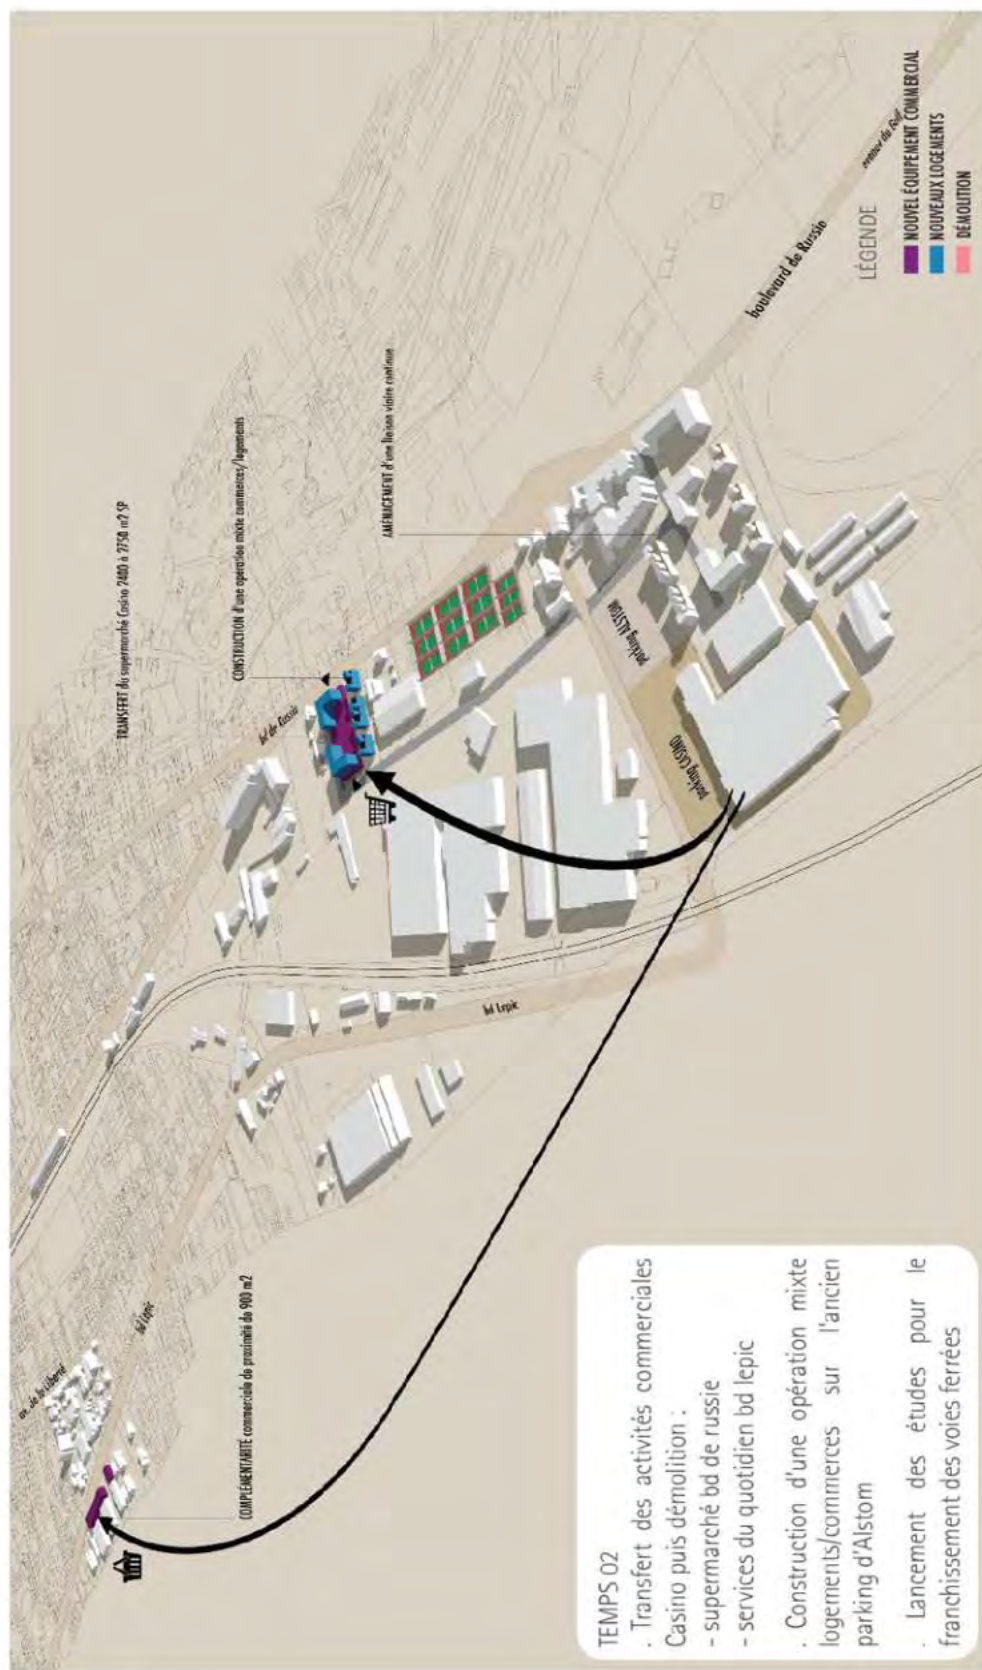 TRANSFERT du supermarché Casino 2400 à 2750 m2 SP
CONSTRUCTION d'une opération mixte commerces/logements
AMÉNAGEMENT d'une liaison viaire continue
COMPLÉMENTARITÉ commerciale de proximité de 900 m2
av. de la liberté
bd Lepic
bd de Russie
bd Lepic
parking ALSTOM
parking CASINO
boulevard de Russie
LÉGENDE
NOUVEL ÉQUIPEMENT COMMERCIAL
NOUVEAUX LOGEMENTS
DÉMOLITION
TEMPS 02
. Transfert des activités commerciales
Casino puis démolition :
- supermarché bd de russie
- services du quotidien bd lepic
. Construction d'une opération mixte
logements/commerces sur l'ancien
parking d'Alstom
. Lancement des études pour le
franchissement des voies ferrées